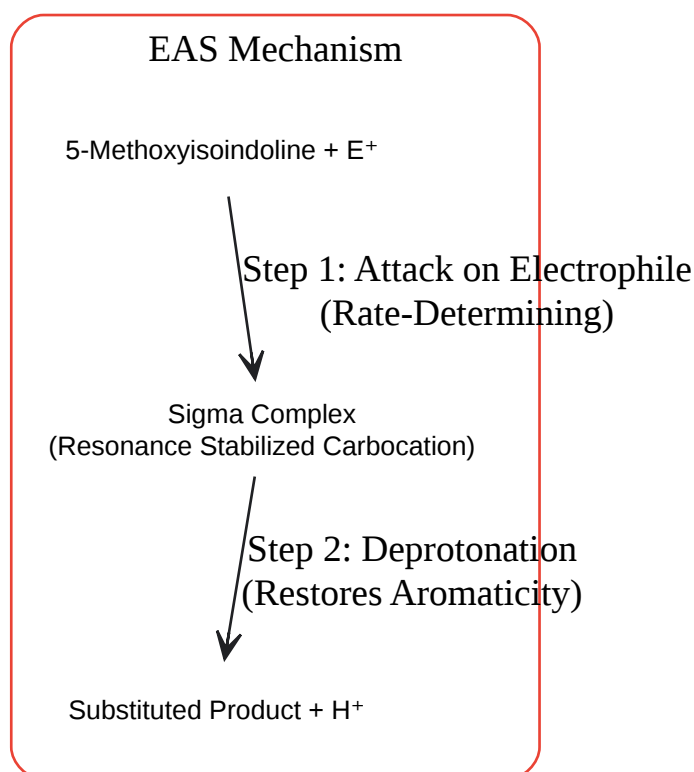 EAS Mechanism
5-Methoxyisoindoline + E⁺
Step 1: Attack on Electrophile
(Rate-Determining)
Sigma Complex
(Resonance Stabilized Carbocation)
Step 2: Deprotonation
(Restores Aromaticity)
Substituted Product + H⁺